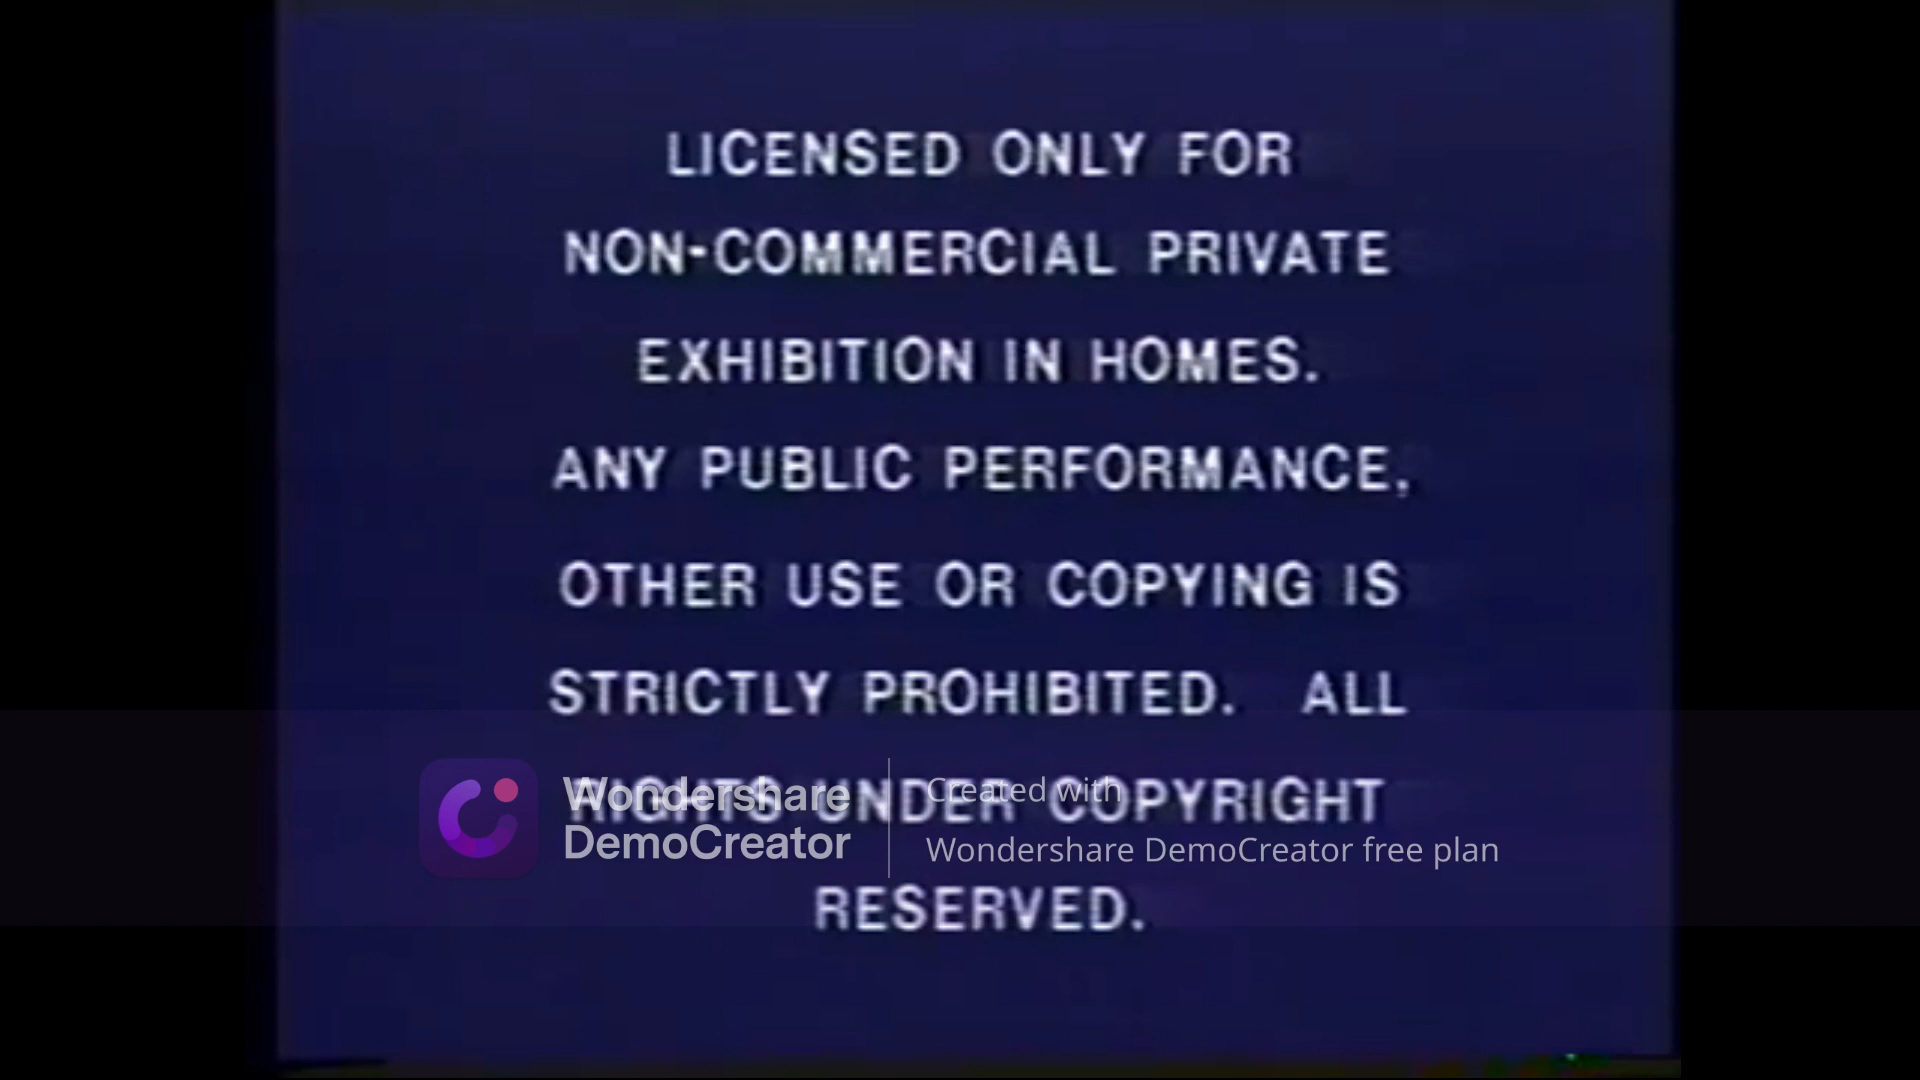 LICENSED ONLY FOR
NON-COMMERCIAL PRIVATE
EXHIBITION IN HOMES.
ANY PUBLIC PERFORMANCE,
OTHER USE OR COPYING IS
STRICTLY PROHIBITED. ALL
RIGHTS UNDER COPYRIGHT
RESERVED.
Wondershare
DemoCreator
Created with
Wondershare DemoCreator free plan